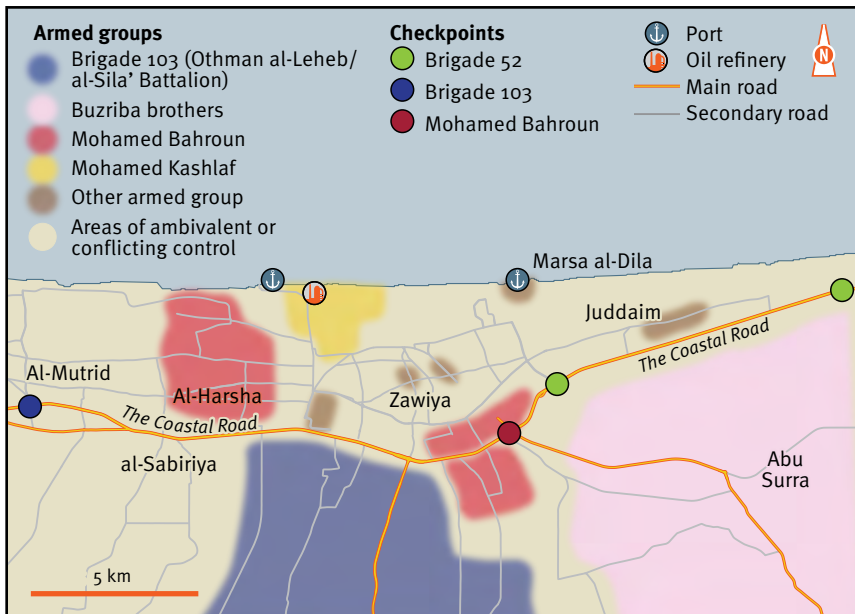 Armed groups
Brigade 103 (Othman al-Leheb/
al-Sila’ Battalion)
Buzriba brothers
Mohamed Bahroun
Mohamed Kashlaf
Other armed group
Areas of ambivalent or
conflicting control
Checkpoints
Brigade 52
Brigade 103
Mohamed Bahroun
Port
Oil refinery
Main road
Secondary road
N
Marsa al-Dila
Juddaim
The Coastal Road
Al-Mutrid
Al-Harsha
Zawiya
The Coastal Road
al-Sabiriya
Abu
Surra
5 km